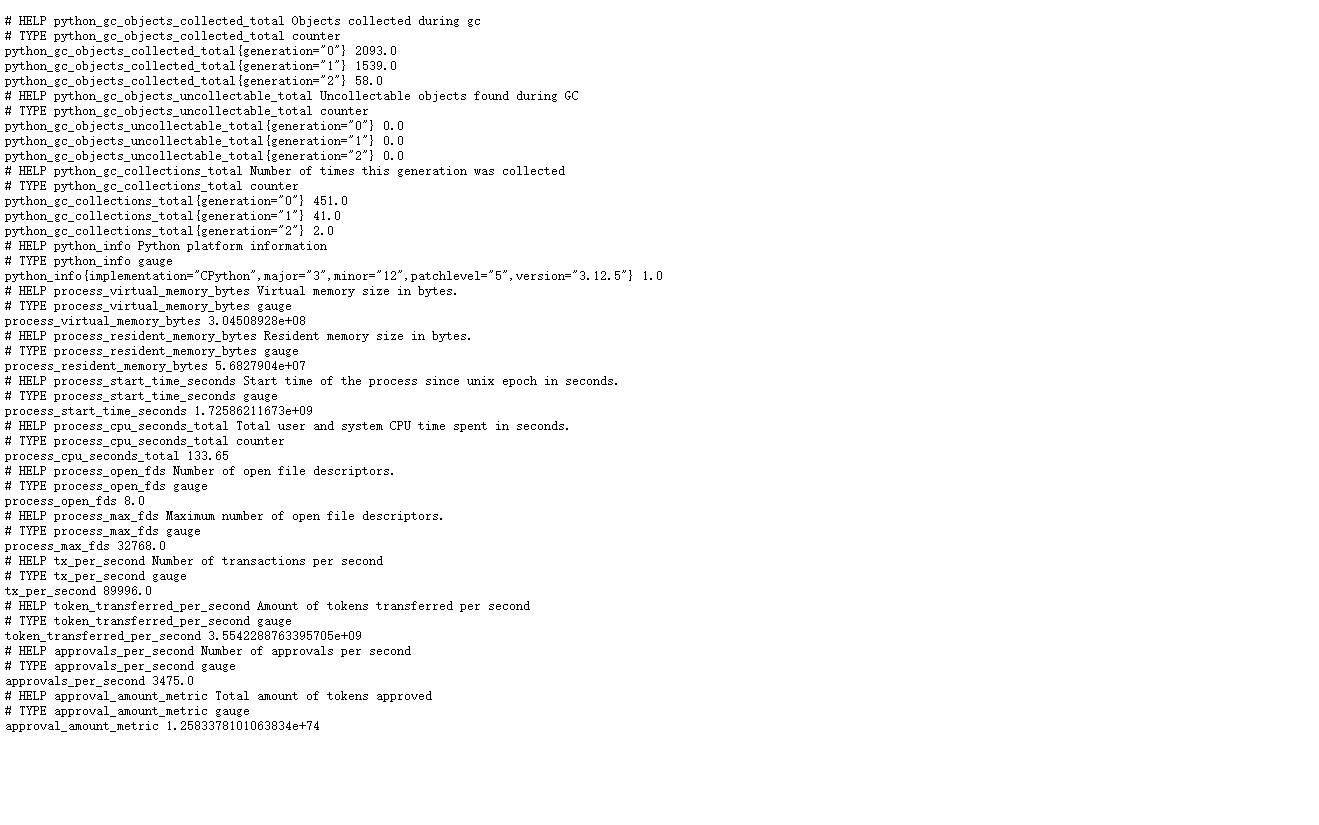 # HELP python_gc_objects_collected_total Objects collected during gc
# TYPE python_gc_objects_collected_total counter
python_gc_objects_collected_total{generation="0"} 2093.0
python_gc_objects_collected_total{generation="1"} 1539.0
python_gc_objects_collected_total{generation="2"} 58.0
# HELP python_gc_objects_uncollectable_total Uncollectable objects found during GC
# TYPE python_gc_objects_uncollectable_total counter
python_gc_objects_uncollectable_total{generation="0"} 0.0
python_gc_objects_uncollectable_total{generation="1"} 0.0
python_gc_objects_uncollectable_total{generation="2"} 0.0
# HELP python_gc_collections_total Number of times this generation was collected
# TYPE python_gc_collections_total counter
python_gc_collections_total{generation="0"} 451.0
python_gc_collections_total{generation="1"} 41.0
python_gc_collections_total{generation="2"} 2.0
# HELP python_info Python platform information
# TYPE python_info gauge
python_info{implementation="CPython",major="3",minor="12",patchlevel="5",version="3.12.5"} 1.0
# HELP process_virtual_memory_bytes Virtual memory size in bytes.
# TYPE process_virtual_memory_bytes gauge
process_virtual_memory_bytes 3.04508928e+08
# HELP process_resident_memory_bytes Resident memory size in bytes.
# TYPE process_resident_memory_bytes gauge
process_resident_memory_bytes 5.6827904e+07
# HELP process_start_time_seconds Start time of the process since unix epoch in seconds.
# TYPE process_start_time_seconds gauge
process_start_time_seconds 1.72586211673e+09
# HELP process_cpu_seconds_total Total user and system CPU time spent in seconds.
# TYPE process_cpu_seconds_total counter
process_cpu_seconds_total 133.65
# HELP process_open_fds Number of open file descriptors.
# TYPE process_open_fds gauge
process_open_fds 8.0
# HELP process_max_fds Maximum number of open file descriptors.
# TYPE process_max_fds gauge
process_max_fds 32768.0
# HELP tx_per_second Number of transactions per second
# TYPE tx_per_second gauge
tx_per_second 89996.0
# HELP token_transferred_per_second Amount of tokens transferred per second
# TYPE token_transferred_per_second gauge
token_transferred_per_second 3.5542288763395705e+09
# HELP approvals_per_second Number of approvals per second
# TYPE approvals_per_second gauge
approvals_per_second 3475.0
# HELP approval_amount_metric Total amount of tokens approved
# TYPE approval_amount_metric gauge
approval_amount_metric 1.2583378101063834e+74